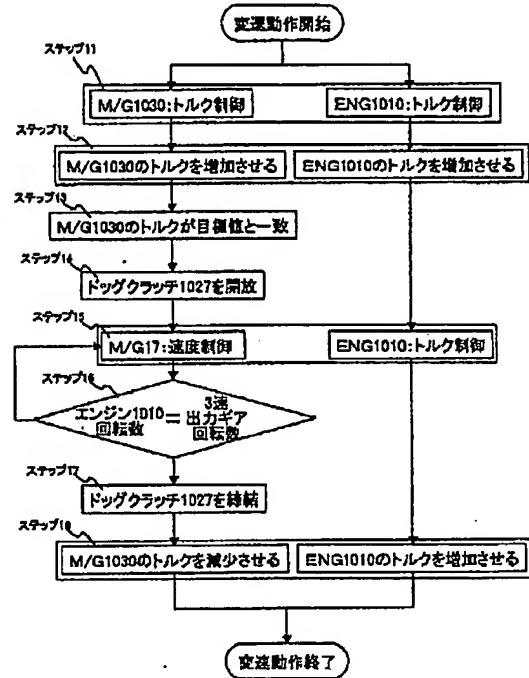 変速動作開始
ステップ11
M/G1030:トルク制御
ENG1010:トルク制御
ステップ12
M/G1030のトルクを増加させる
ENG1010のトルクを増加させる
ステップ13
M/G1030のトルクが目標値と一致
ステップ14
ドッグクラッチ1027を開放
ステップ15
M/G17:速度制御
ENG1010:トルク制御
ステップ16
エンジン1010
回転数
=
3速
出力ギア
回転数
ステップ17
ドッグクラッチ1027を締結
ステップ18
M/G1030のトルクを減少させる
ENG1010のトルクを増加させる
変速動作終了